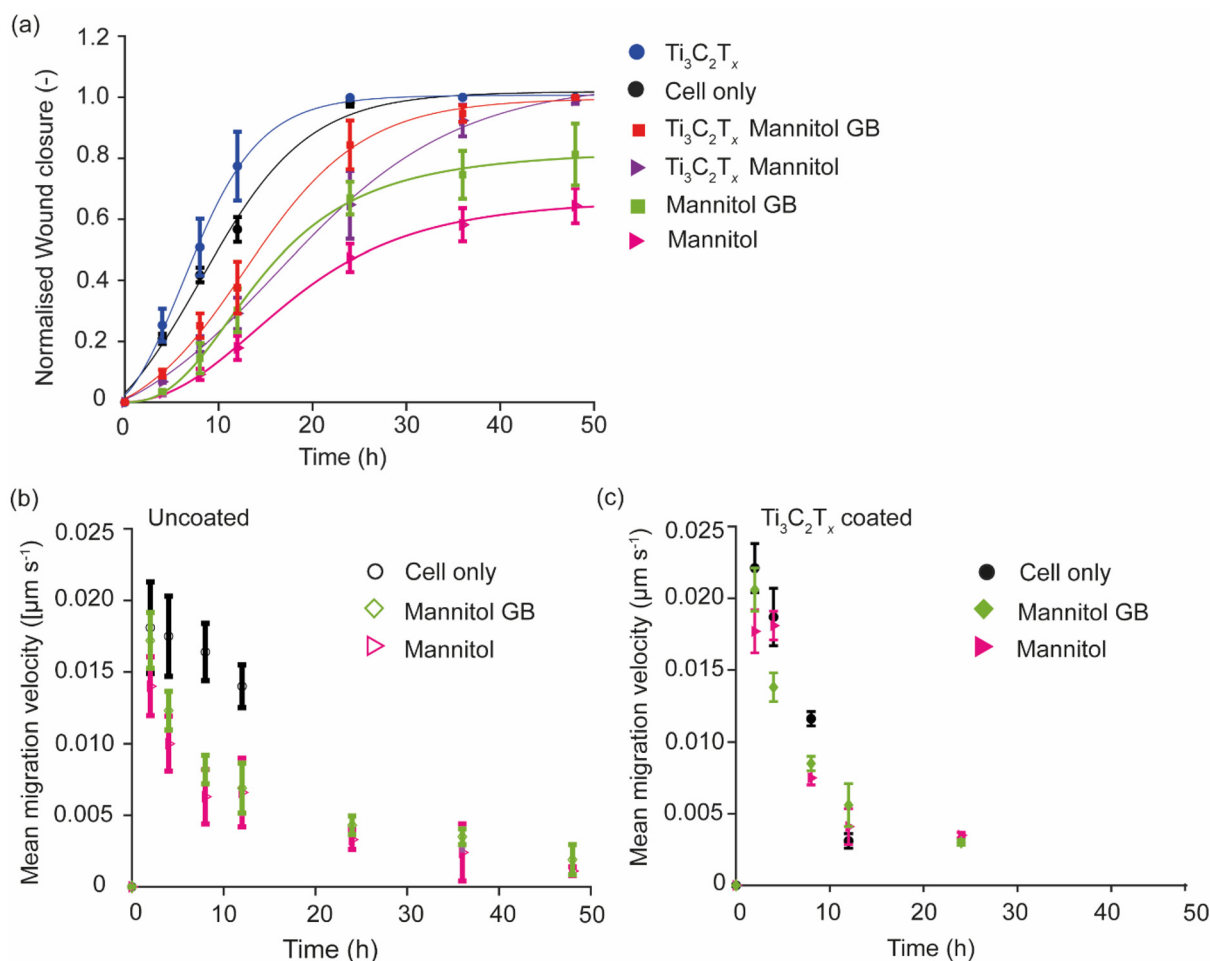 (a)
1.2
1.0
0.8
0.6
0.4
0.2
0
Normalised Wound closure (-)
0 10 20 30 40 50
Time (h)
Ti₃C₂Tₓ
Cell only
Ti₃C₂Tₓ Mannitol GB
Ti₃C₂Tₓ Mannitol
Mannitol GB
Mannitol
(b)
Uncoated
0.025
0.020
0.015
0.010
0.005
0
Mean migration velocity ([µm s⁻¹)
0 10 20 30 40 50
Time (h)
Cell only
Mannitol GB
Mannitol
(c)
Ti₃C₂Tₓ coated
0.025
0.020
0.015
0.010
0.005
0
Mean migration velocity (µm s⁻¹)
0 10 20 30 40 50
Time (h)
Cell only
Mannitol GB
Mannitol